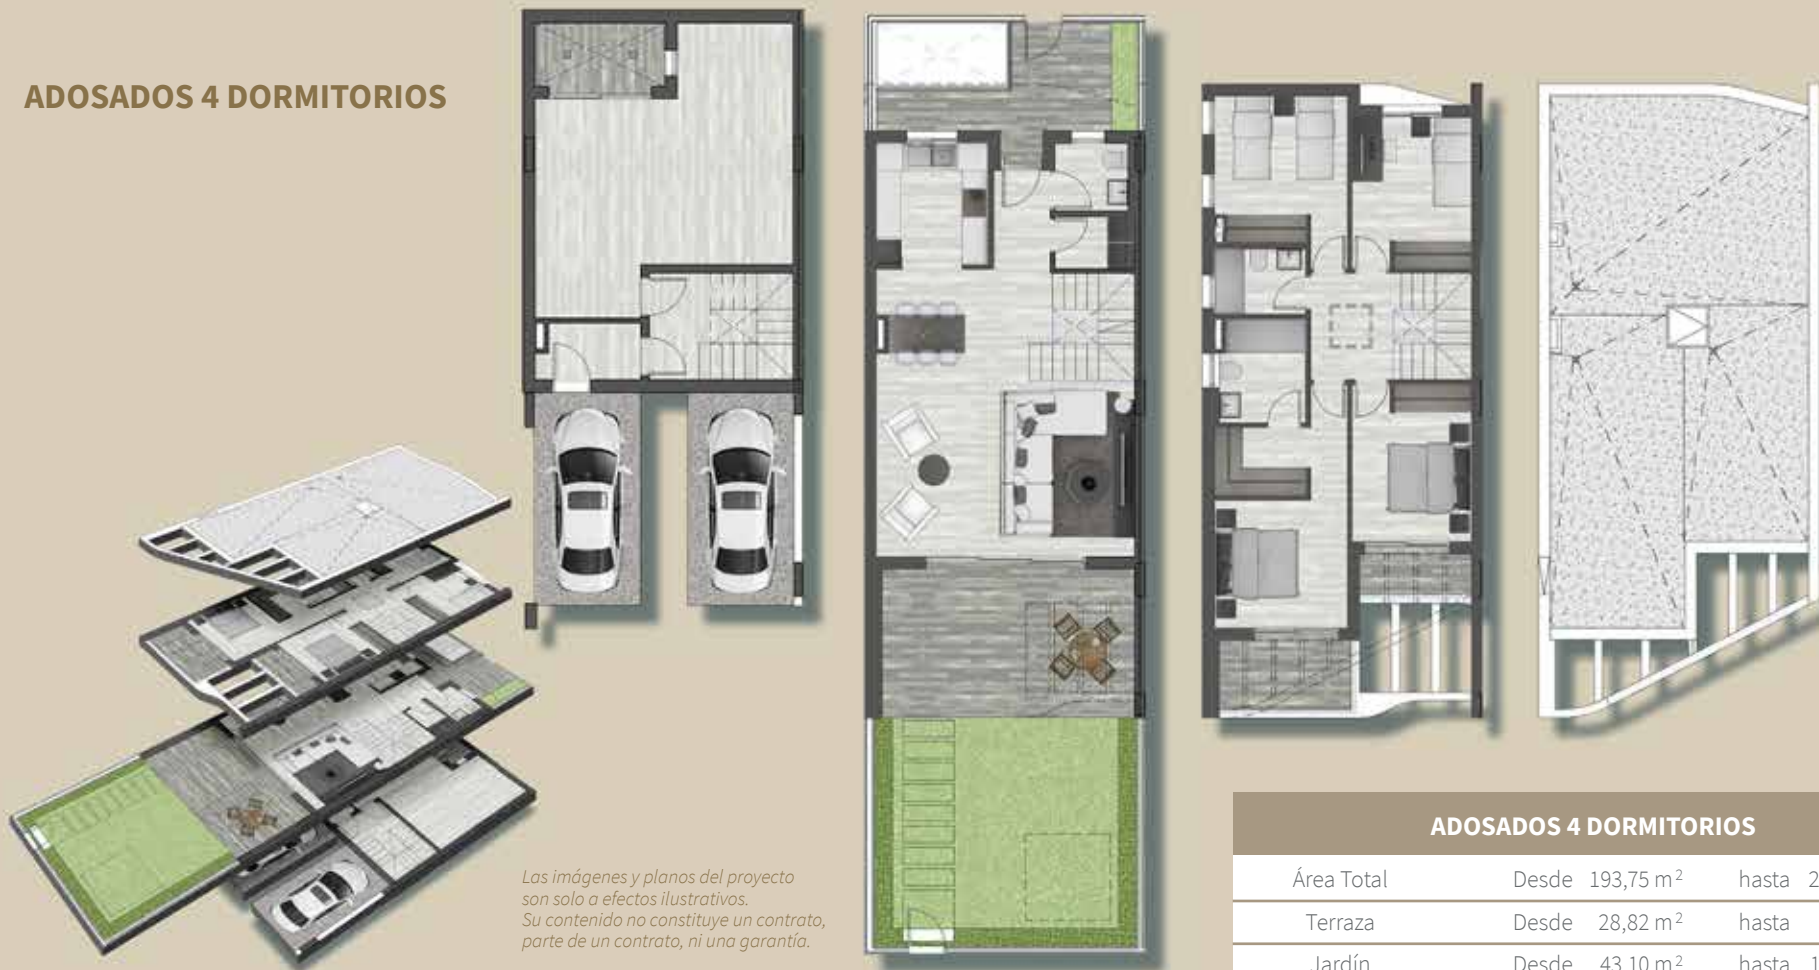 ADOSADOS 4 DORMITORIOS
Las imágenes y planos del proyecto
son solo a efectos ilustrativos.
Su contenido no constituye un contrato,
parte de un contrato, ni una garantía.
ADOSADOS 4 DORMITORIOS
Área Total Desde 193,75 m² hasta 2
Terraza Desde 28,82 m² hasta
Jardín Desde 43,10 m² hasta 1